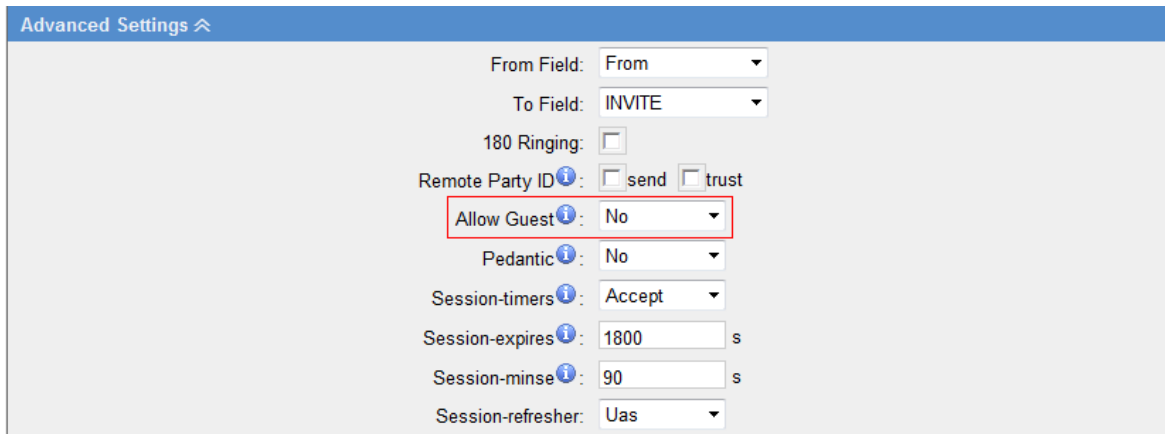 Advanced Settings
From Field: From
To Field: INVITE
180 Ringing:
Remote Party ID : send trust
Allow Guest : No
Pedantic : No
Session-timers : Accept
Session-expires : 1800 s
Session-minse : 90 s
Session-refresher: Uas